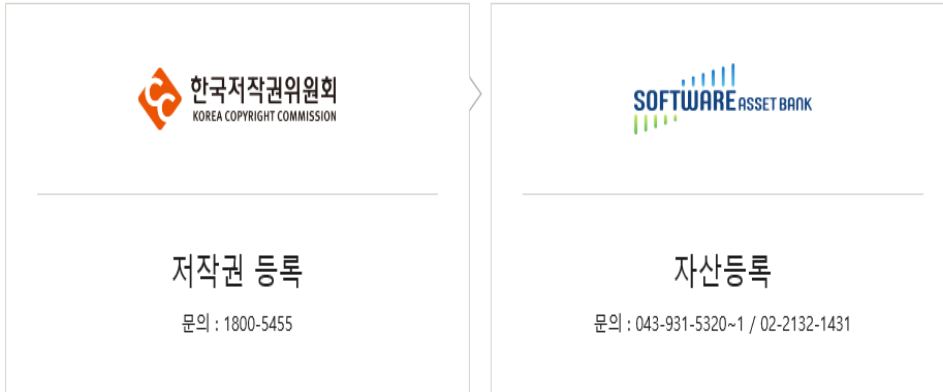 한국저작권위원회
KOREA COPYRIGHT COMMISSION
저작권 등록
문의 : 1800-5455
SOFTWARE ASSET BANK
자산등록
문의 : 043-931-5320~1 / 02-2132-1431